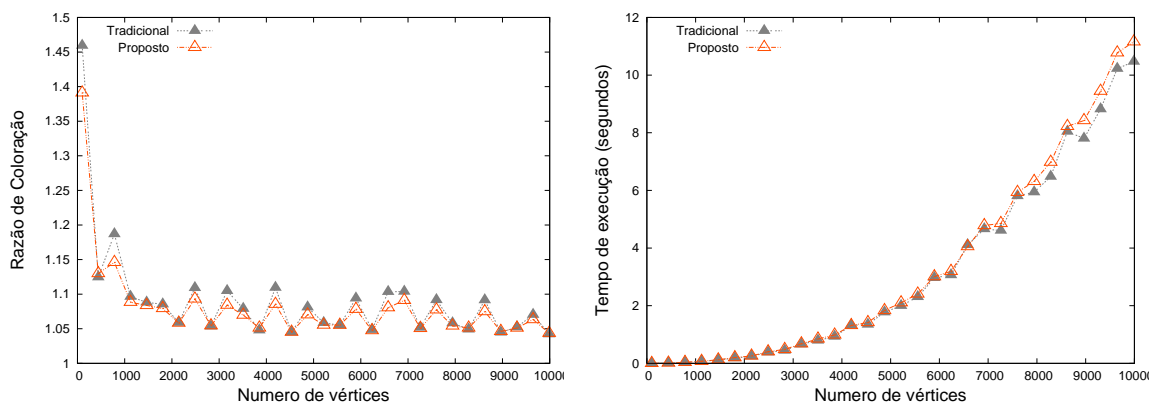 Tradicional
Proposto
Razão de Coloração
1.5
1.45
1.4
1.35
1.3
1.25
1.2
1.15
1.1
1.05
1
0 1000 2000 3000 4000 5000 6000 7000 8000 9000 10000
Numero de vértices
Tradicional
Proposto
Tempo de execução (segundos)
12
10
8
6
4
2
0
0 1000 2000 3000 4000 5000 6000 7000 8000 9000 10000
Numero de vértices